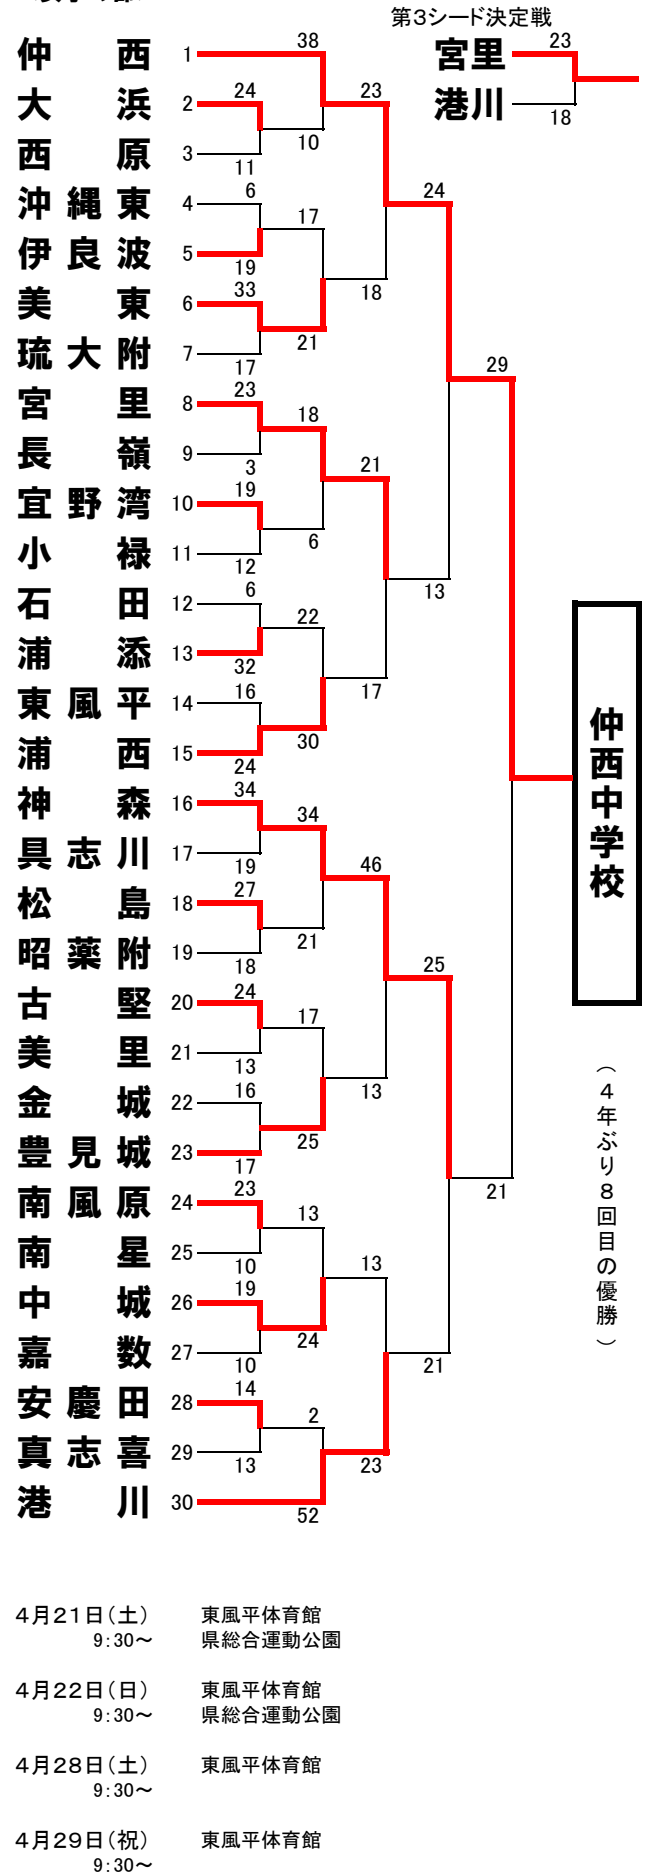 第3シード決定戦
宮里 23
港川 18
仲西 1 38
大浜 2 24
10
西原 3 11
沖縄東 4 6
17
伊良波 5 19
美東 6 33
21
琉大附 7 17
宮里 8 23
18
長嶺 9 3
宜野湾 10 19
6
小禄 11 12
石田 12 6
22
浦添 13 32
東風平 14 16
30
浦西 15 24
神森 16 34
34
具志川 17 19
松島 18 27
21
昭薬附 19 18
古堅 20 24
17
美里 21 13
金城 22 16
25
豊見城 23 17
南風原 24 23
13
南星 25 10
中城 26 19
24
嘉数 27 10
安慶田 28 14
2
真志喜 29 13
港川 30 52
23
18
21
17
46
13
13
23
24
13
25
21
29
21
仲西中学校
(4年ぶり8回目の優勝)
4月21日(土) 東風平体育館
9:30~ 県総合運動公園
4月22日(日) 東風平体育館
9:30~ 県総合運動公園
4月28日(土) 東風平体育館
9:30~
4月29日(祝) 東風平体育館
9:30~